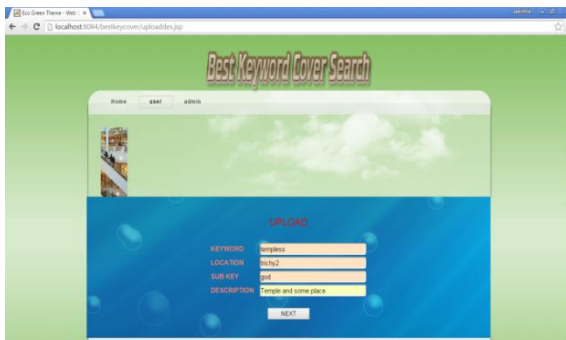 Eco Green Theme - Web
localhost:8084/bestkeycover/uploaddes.jsp
Best Keyword Cover Search
Home user admin
UPLOAD
KEYWORD templess
LOCATION trichy2
SUB KEY god
DESCRIPTION Temple and some place
NEXT